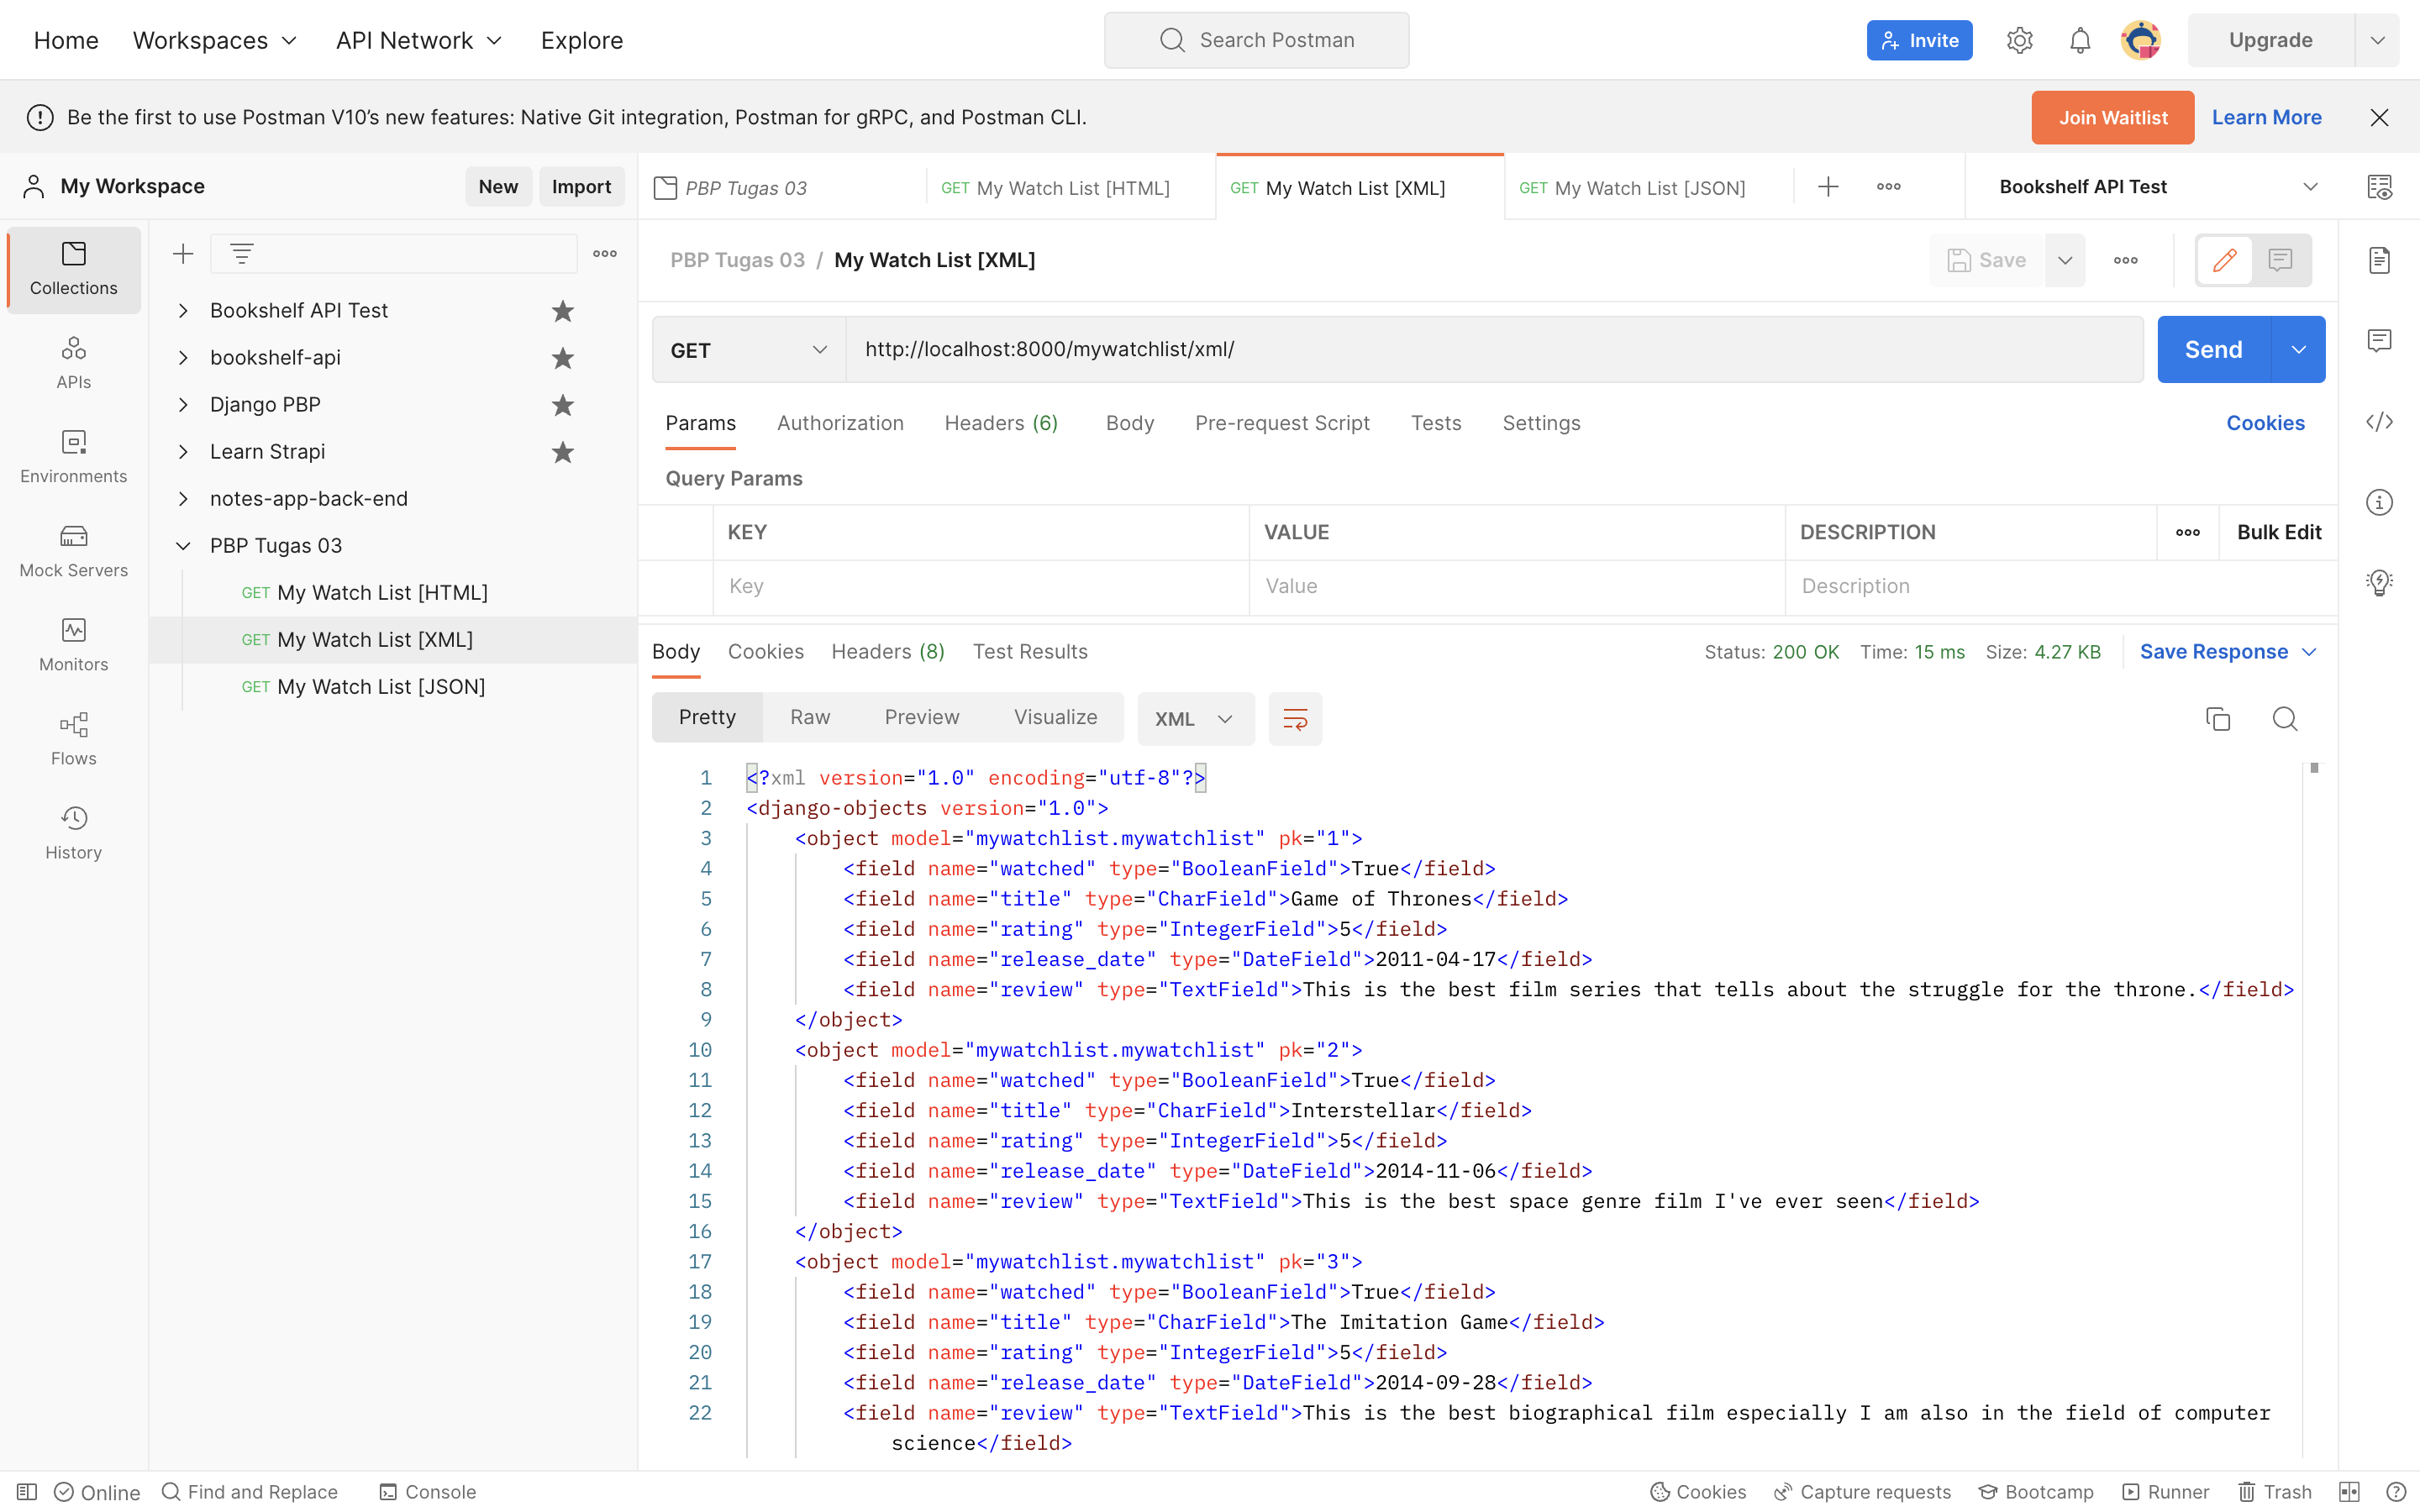 Home Workspaces API Network Explore Search Postman Invite Upgrade
Be the first to use Postman V10’s new features: Native Git integration, Postman for gRPC, and Postman CLI. Join Waitlist Learn More
My Workspace New Import PBP Tugas 03 GET My Watch List [HTML] GET My Watch List [XML] GET My Watch List [JSON] Bookshelf API Test
Collections
APIs
Environments
Mock Servers
Monitors
Flows
History
Bookshelf API Test
bookshelf-api
Django PBP
Learn Strapi
notes-app-back-end
PBP Tugas 03
GET My Watch List [HTML]
GET My Watch List [XML]
GET My Watch List [JSON]
PBP Tugas 03 / My Watch List [XML] Save
GET http://localhost:8000/mywatchlist/xml/ Send
Params Authorization Headers (6) Body Pre-request Script Tests Settings Cookies
Query Params
KEY VALUE DESCRIPTION Bulk Edit
Key Value Description
Body Cookies Headers (8) Test Results Status: 200 OK Time: 15 ms Size: 4.27 KB Save Response
Pretty Raw Preview Visualize XML
1 <?xml version="1.0" encoding="utf-8"?>
2 <django-objects version="1.0">
3 <object model="mywatchlist.mywatchlist" pk="1">
4 <field name="watched" type="BooleanField">True</field>
5 <field name="title" type="CharField">Game of Thrones</field>
6 <field name="rating" type="IntegerField">5</field>
7 <field name="release_date" type="DateField">2011-04-17</field>
8 <field name="review" type="TextField">This is the best film series that tells about the struggle for the throne.</field>
9 </object>
10 <object model="mywatchlist.mywatchlist" pk="2">
11 <field name="watched" type="BooleanField">True</field>
12 <field name="title" type="CharField">Interstellar</field>
13 <field name="rating" type="IntegerField">5</field>
14 <field name="release_date" type="DateField">2014-11-06</field>
15 <field name="review" type="TextField">This is the best space genre film I've ever seen</field>
16 </object>
17 <object model="mywatchlist.mywatchlist" pk="3">
18 <field name="watched" type="BooleanField">True</field>
19 <field name="title" type="CharField">The Imitation Game</field>
20 <field name="rating" type="IntegerField">5</field>
21 <field name="release_date" type="DateField">2014-09-28</field>
22 <field name="review" type="TextField">This is the best biographical film especially I am also in the field of computer
science</field>
Online Find and Replace Console Cookies Capture requests Bootcamp Runner Trash